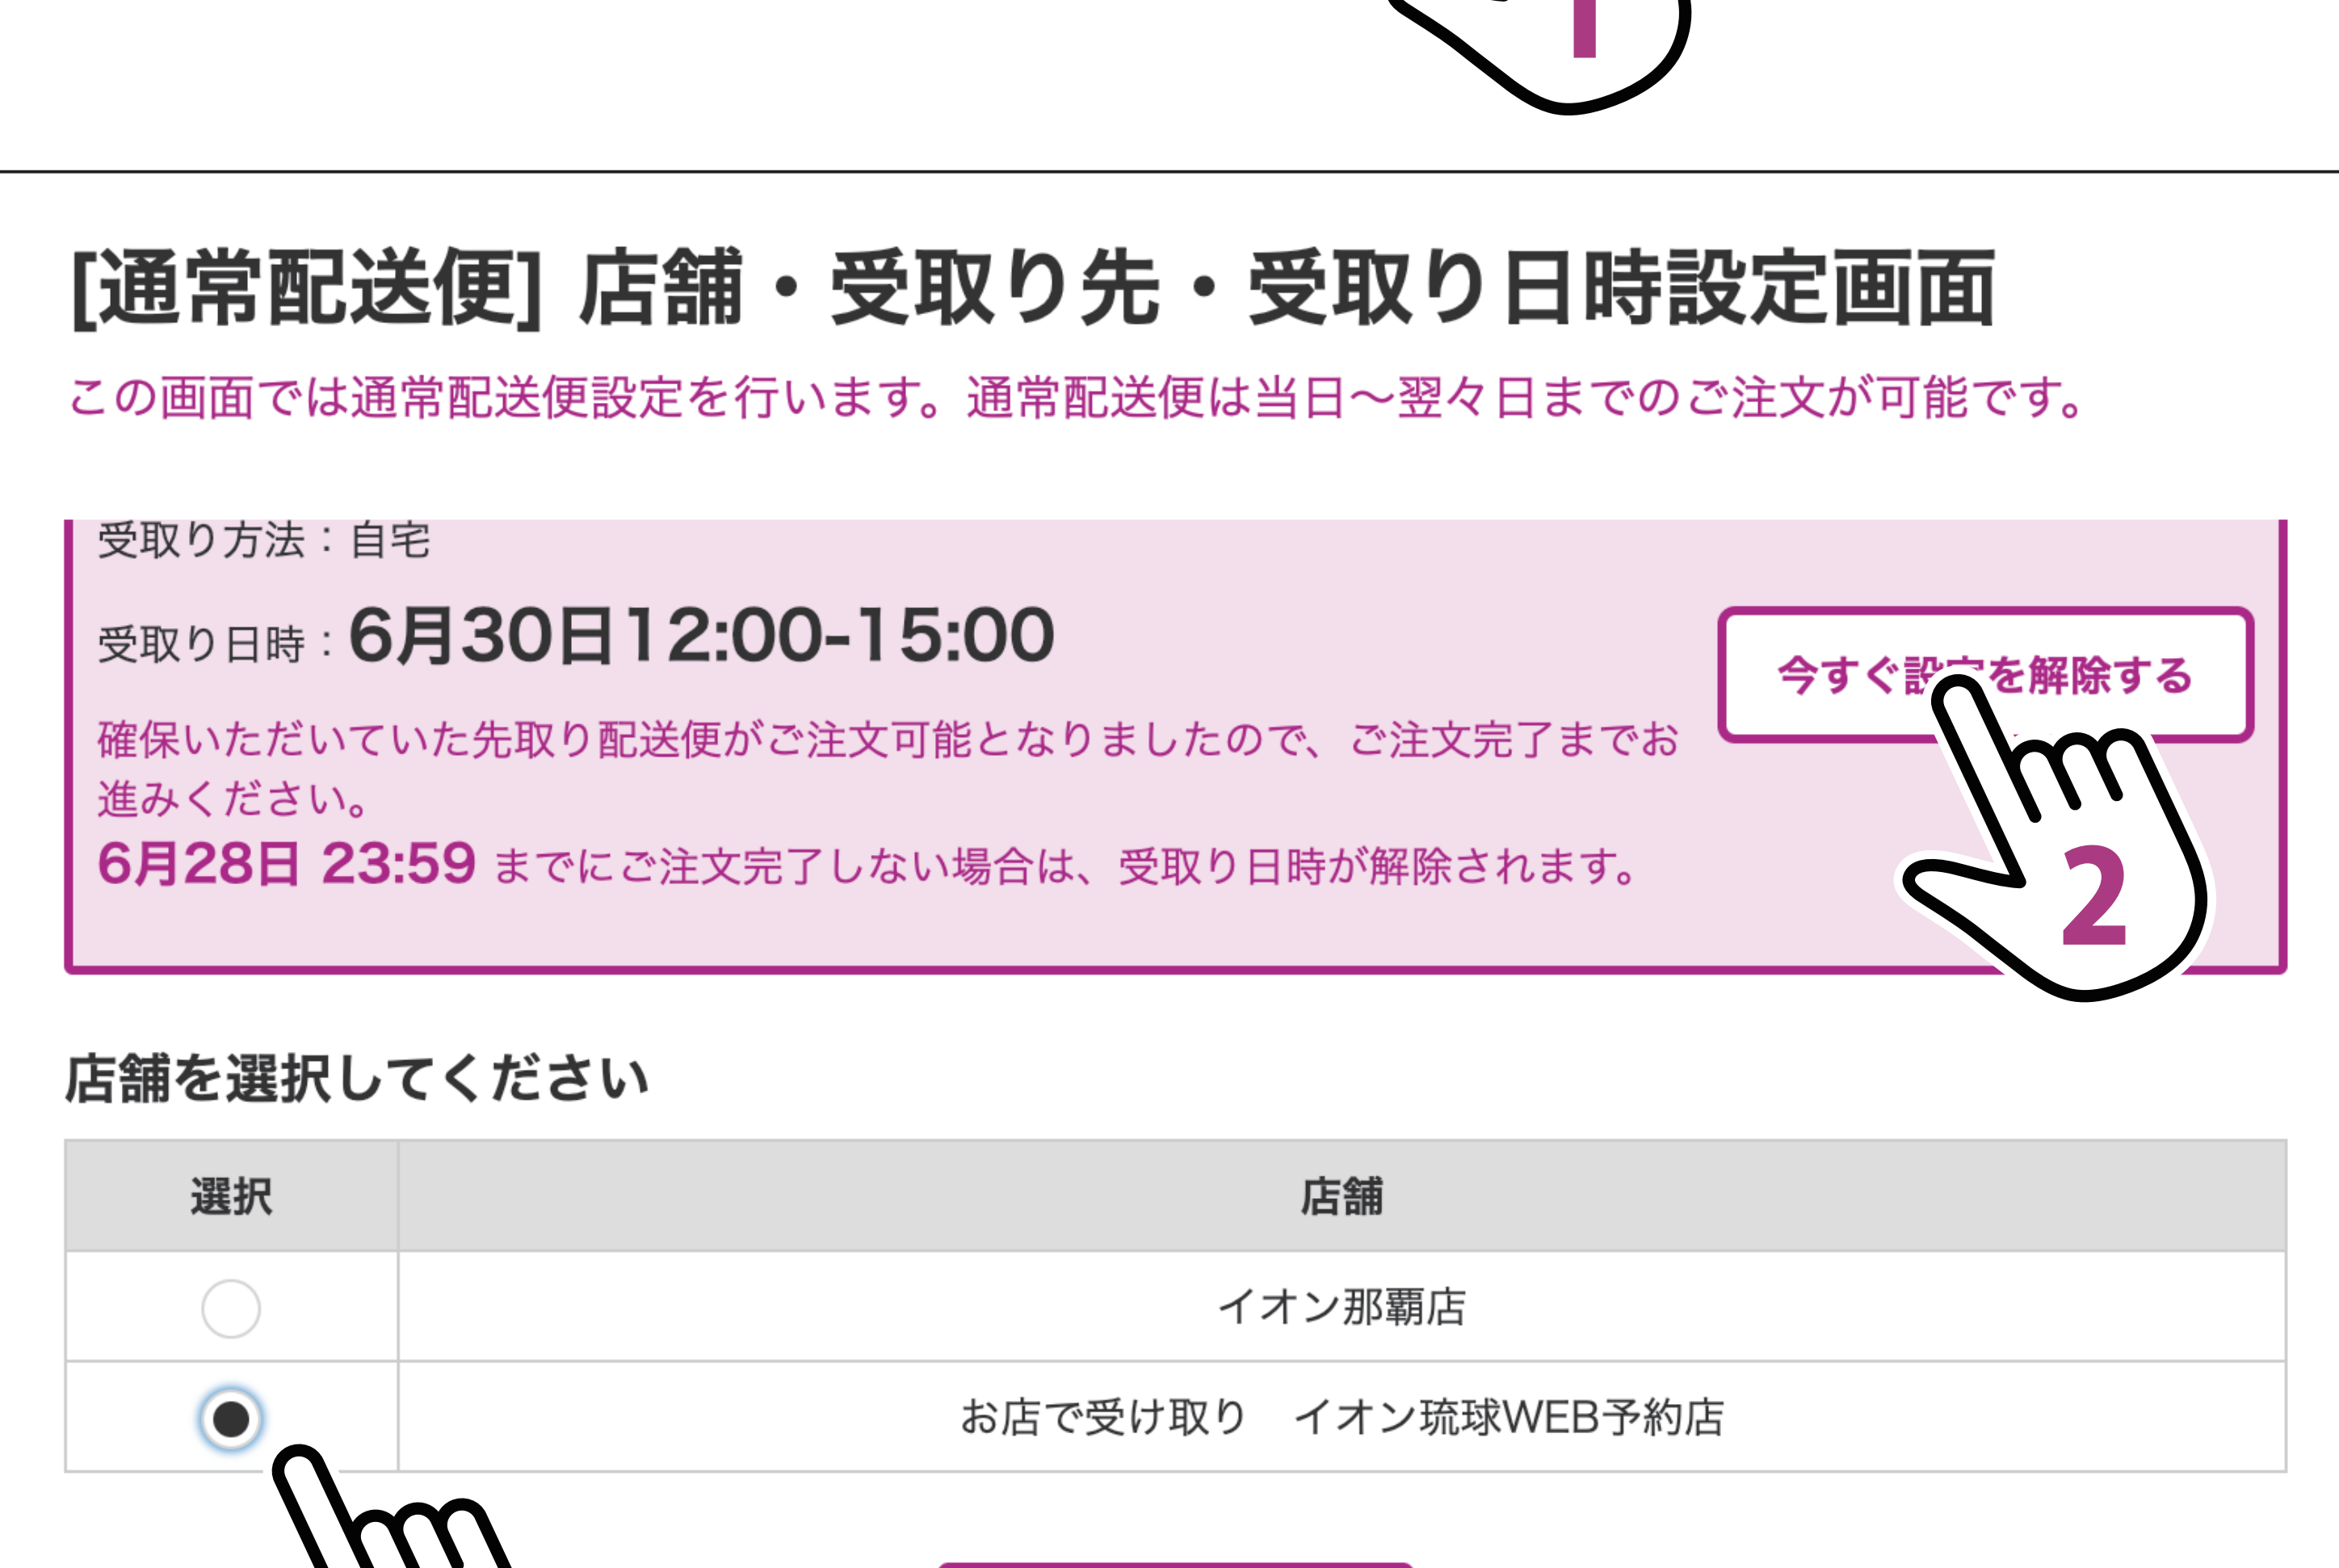 1
[通常配送便] 店舗・受取り先・受取り日時設定画面
この画面では通常配送便設定を行います。通常配送便は当日〜翌々日までのご注文が可能です。
受取り方法：自宅
受取り日時：6月30日12:00-15:00
今すぐ設定を解除する
確保いただいていた先取り配送便がご注文可能となりましたので、ご注文完了までお
進みください。
6月28日 23:59 までにご注文完了しない場合は、受取り日時が解除されます。
2
店舗を選択してください
選択 店舗
イオン那覇店
お店で受け取り　イオン琉球WEB予約店